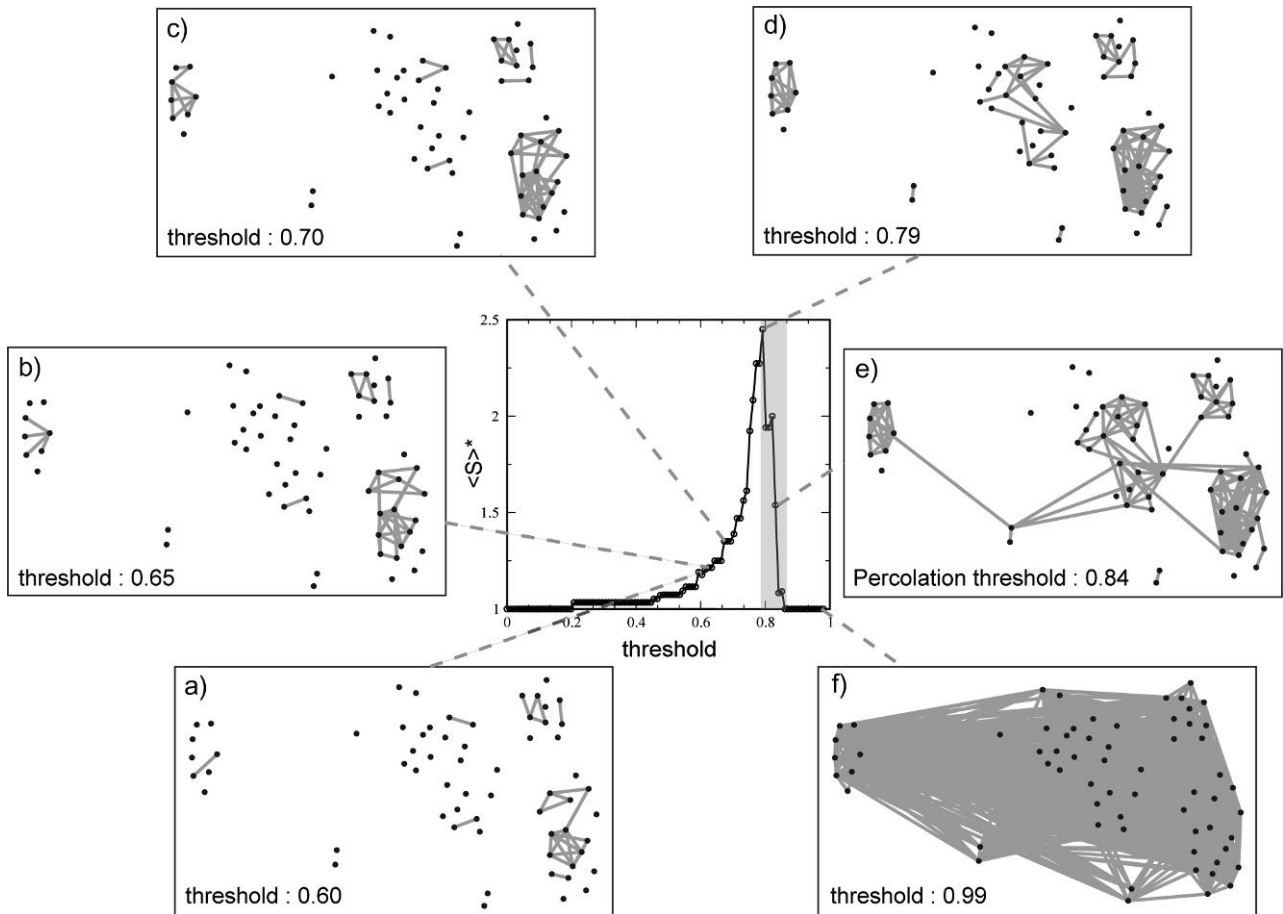 c)
threshold : 0.70
d)
threshold : 0.79
b)
threshold : 0.65
2.5
2
1.5
1
<S>*
0
0.2
0.4
0.6
0.8
1
threshold
e)
Percolation threshold : 0.84
a)
threshold : 0.60
f)
threshold : 0.99